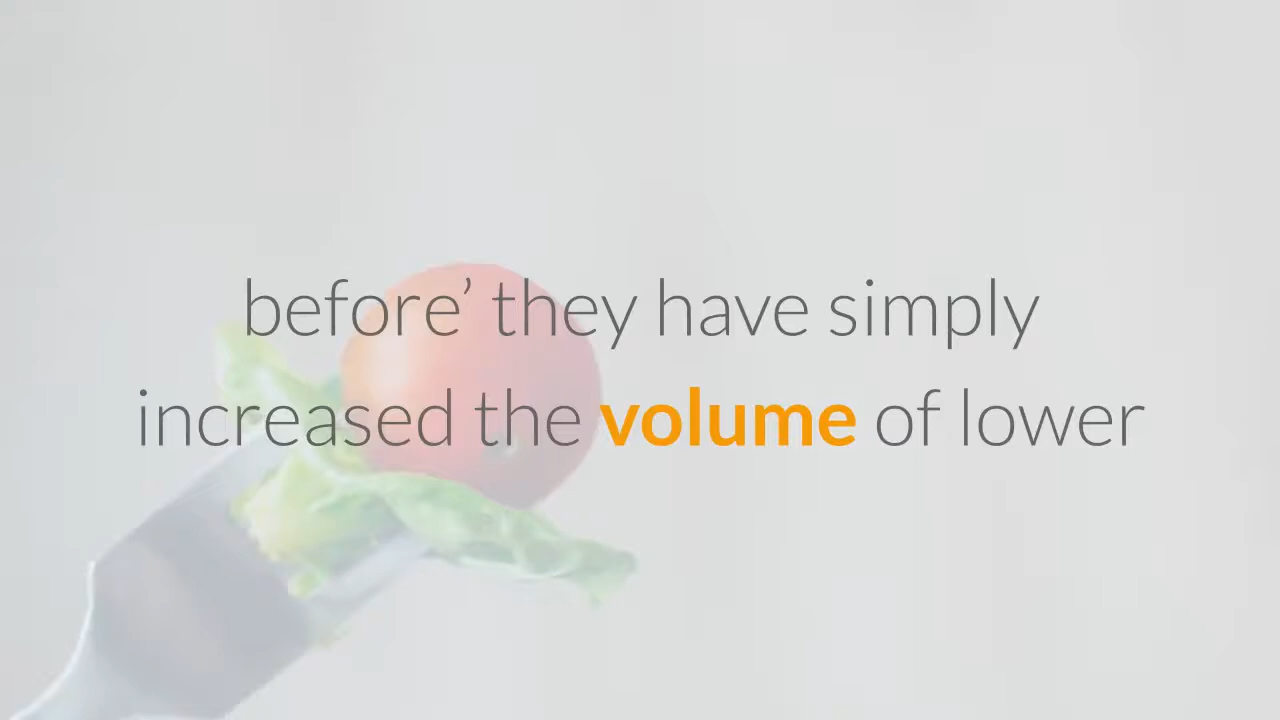 before’ they have simply
increased the volume of lower